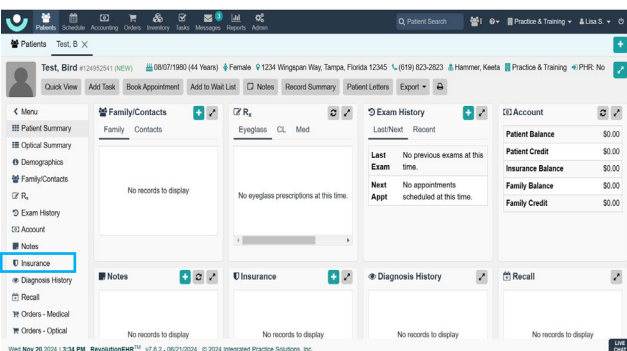 Patients Schedule Accounting Orders Inventory Tasks Messages Reports Admin Patient Search Practice & Training Lisa S.
Patients Test, B X
Test, Bird #124952541 (NEW) 08/07/1980 (44 Years) Female 1234 Wingspan Way, Tampa, Florida 12345 (619) 823-2823 Hammer, Keeta Practice & Training PHR: No
Quick View Add Task Book Appointment Add to Wait List Notes Record Summary Patient Letters Export
Menu
Patient Summary
Optical Summary
Demographics
Family/Contacts
Rx
Exam History
Account
Notes
Insurance
Diagnosis History
Recall
Orders - Medical
Orders - Optical
Family/Contacts
Family Contacts
No records to display
Rx
Eyeglass CL Med
No eyeglass prescriptions at this time.
Exam History
Last/Next Recent
Last Exam No previous exams at this time.
Next Appt No appointments scheduled at this time.
Account
Patient Balance $0.00
Patient Credit $0.00
Insurance Balance $0.00
Family Balance $0.00
Family Credit $0.00
Notes
No records to display
Insurance
No records to display
Diagnosis History
No records to display
Recall
No records to display
Wed Nov 20 2024 | 3:34 PM RevolutionEHR™ v7.6.2 - 06/21/2024 © 2024 Integrated Practice Solutions, Inc.
LIVE
CHAT